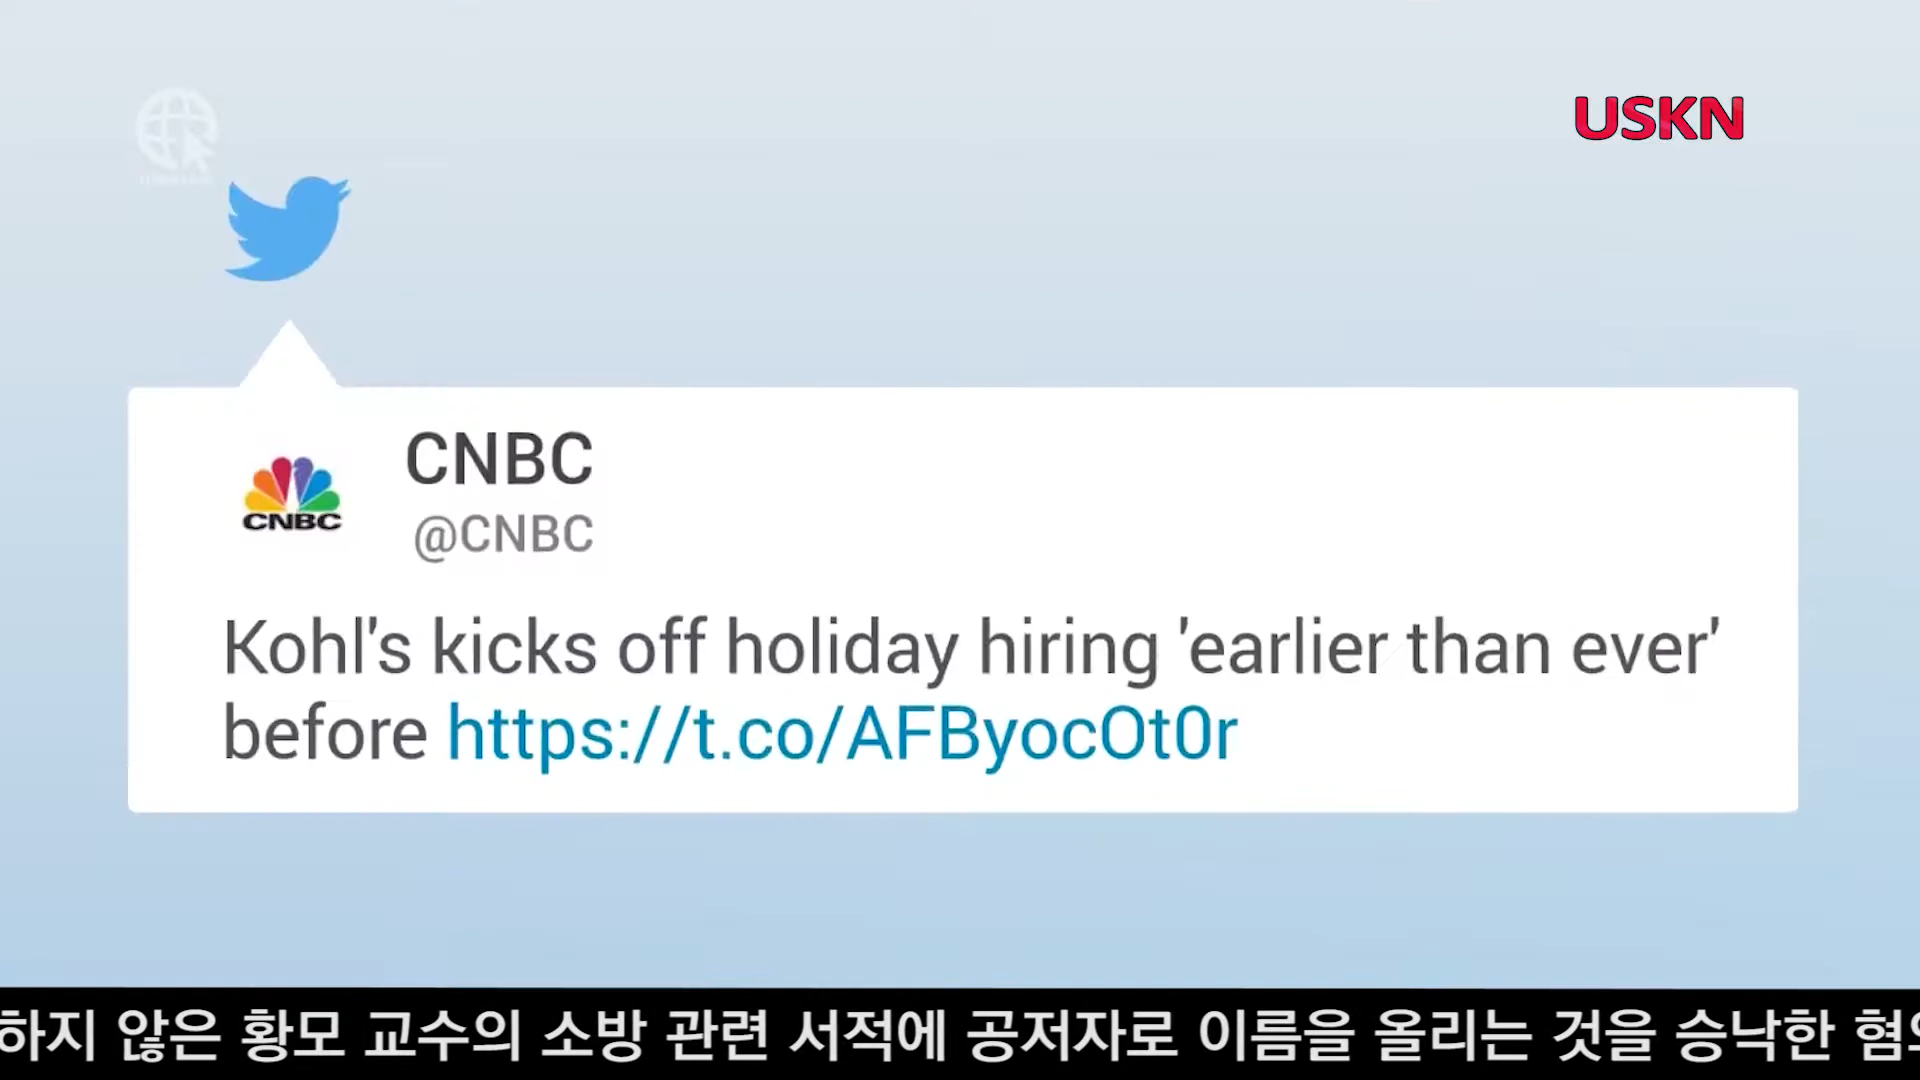 USKN
CNBC
CNBC
@CNBC
Kohl's kicks off holiday hiring 'earlier than ever'
before https://t.co/AFByocOt0r
하지 않은 황모 교수의 소방 관련 서적에 공저자로 이름을 올리는 것을 승낙한